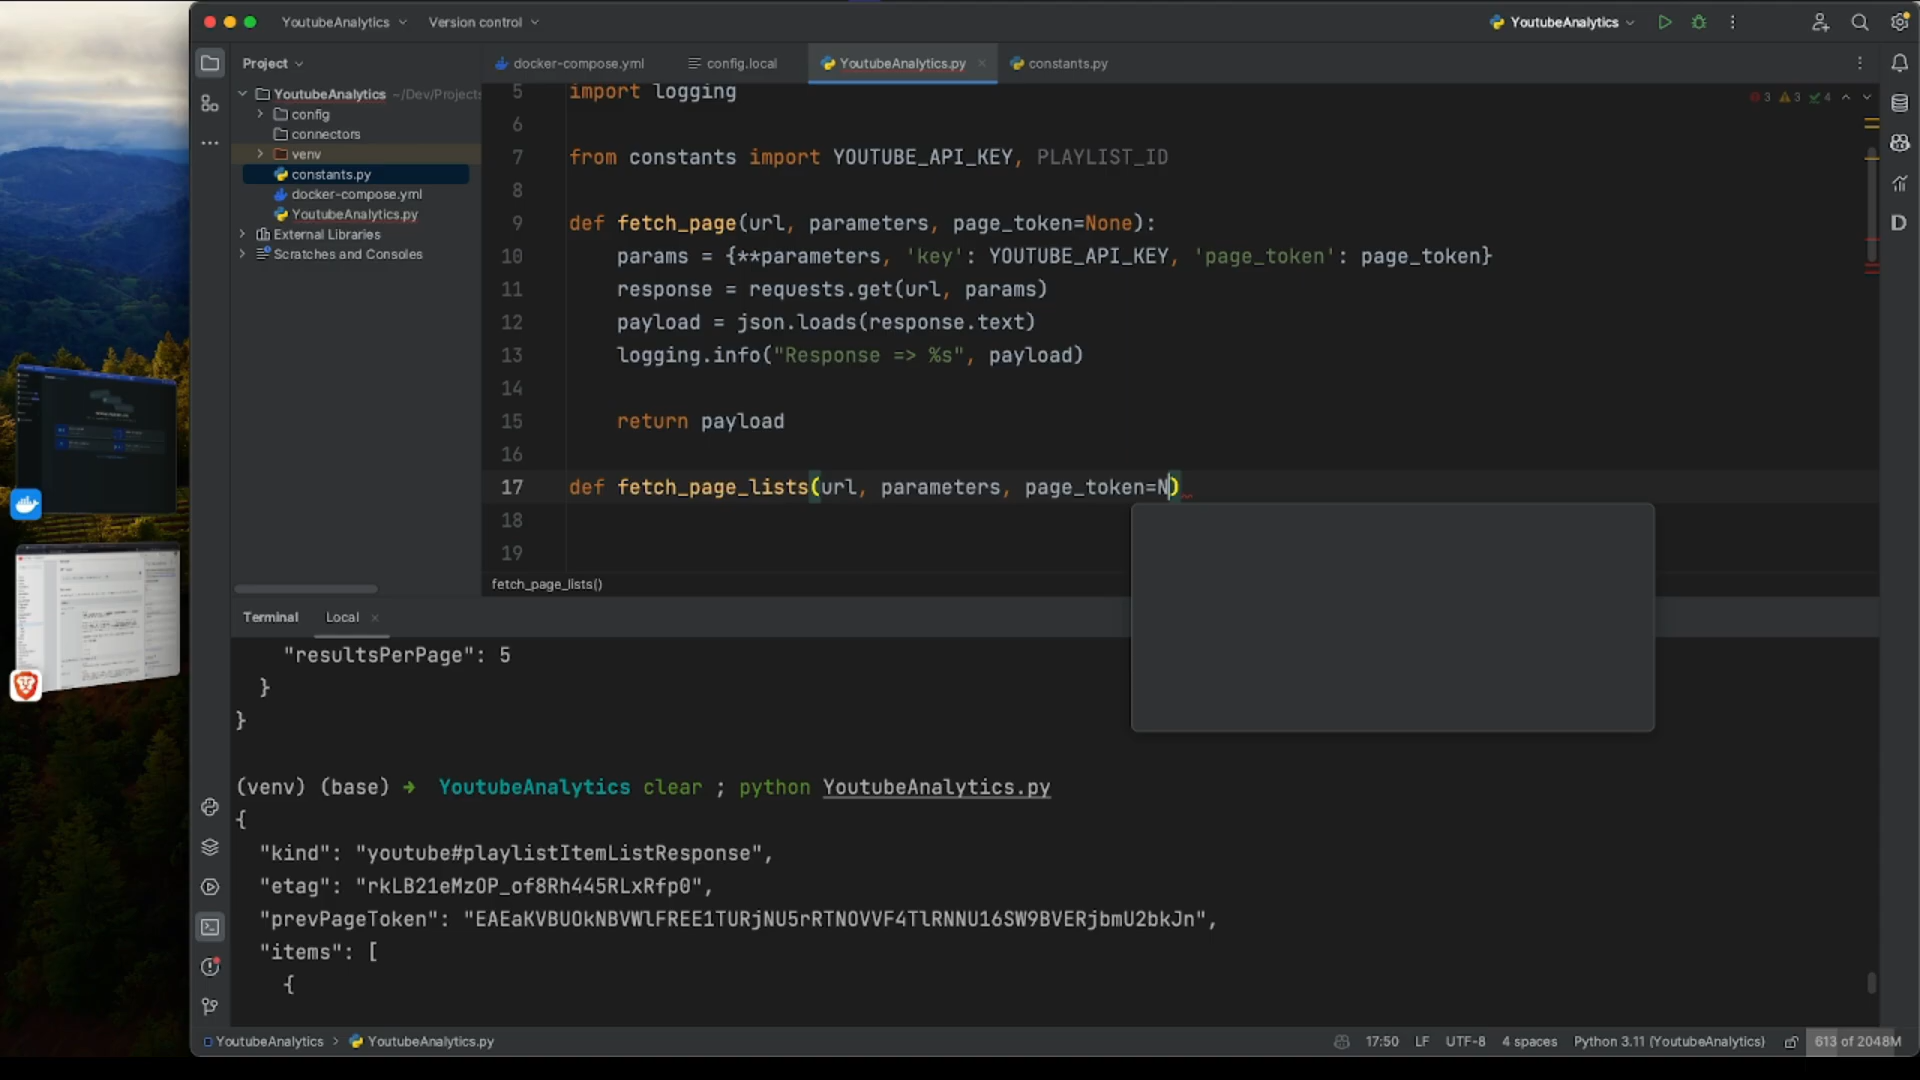 YoutubeAnalytics
Version control
YoutubeAnalytics
Project
docker-compose.yml
config.local
YoutubeAnalytics.py
constants.py
YoutubeAnalytics ~/Dev/Projects
config
connectors
venv
constants.py
docker-compose.yml
YoutubeAnalytics.py
External Libraries
Scratches and Consoles
3 3 4
5 import logging
6
7 from constants import YOUTUBE_API_KEY, PLAYLIST_ID
8
9 def fetch_page(url, parameters, page_token=None):
10 params = {**parameters, 'key': YOUTUBE_API_KEY, 'page_token': page_token}
11 response = requests.get(url, params)
12 payload = json.loads(response.text)
13 logging.info("Response => %s", payload)
14
15 return payload
16
17 def fetch_page_lists(url, parameters, page_token=N)
18
19
fetch_page_lists()
D
Terminal
Local
"resultsPerPage": 5
}
}
(venv) (base) ➜ YoutubeAnalytics clear ; python YoutubeAnalytics.py
{
"kind": "youtube#playlistItemListResponse",
"etag": "rkLB21eMzOP_of8Rh445RLxRfp0",
"prevPageToken": "EAEaKVBUOkNBVWlFREE1TURjNU5rRTNOVVF4TlRNNU16SW9BVERjbmU2bkJn",
"items": [
{
YoutubeAnalytics > YoutubeAnalytics.py
17:50 LF UTF-8 4 spaces Python 3.11 (YoutubeAnalytics) 613 of 2048M